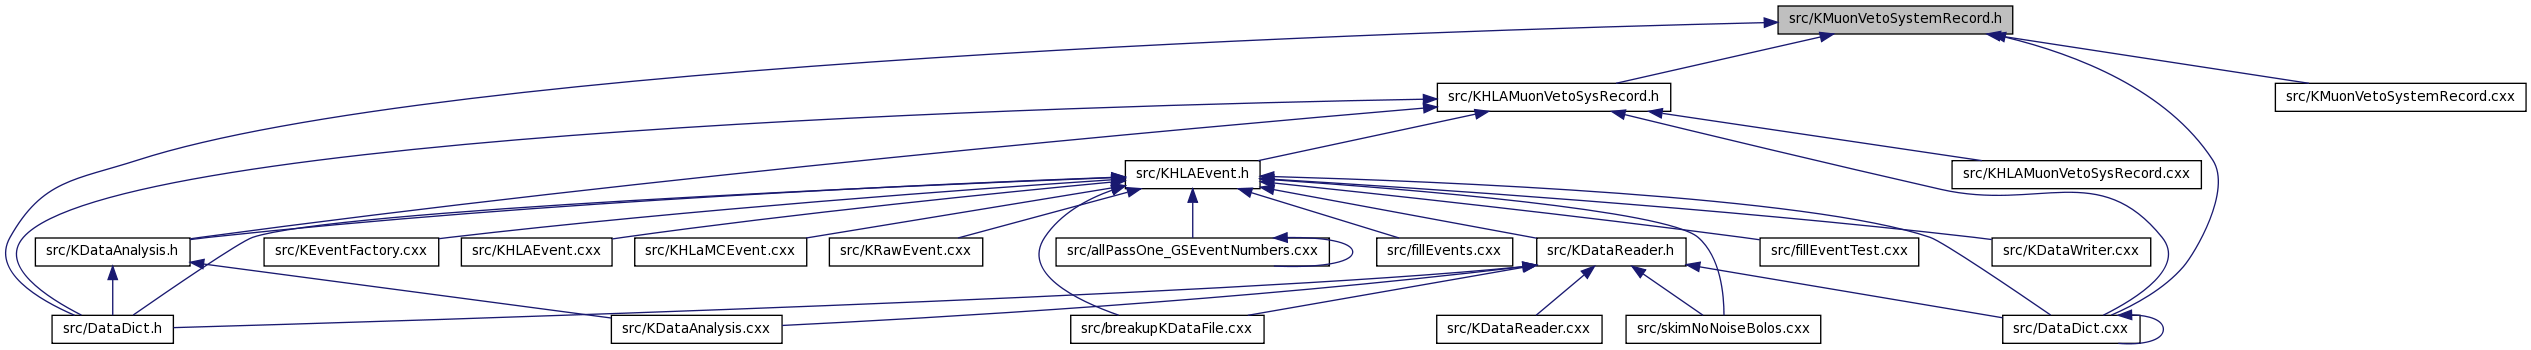 src/KMuonVetoSystemRecord.h
src/KHLAMuonVetoSysRecord.h
src/KMuonVetoSystemRecord.cxx
src/KHLAEvent.h
src/KHLAMuonVetoSysRecord.cxx
src/KDataAnalysis.h
src/KEventFactory.cxx
src/KHLAEvent.cxx
src/KHLaMCEvent.cxx
src/KRawEvent.cxx
src/allPassOne_GSEventNumbers.cxx
src/fillEvents.cxx
src/KDataReader.h
src/fillEventTest.cxx
src/KDataWriter.cxx
src/DataDict.h
src/KDataAnalysis.cxx
src/breakupKDataFile.cxx
src/KDataReader.cxx
src/skimNoNoiseBolos.cxx
src/DataDict.cxx